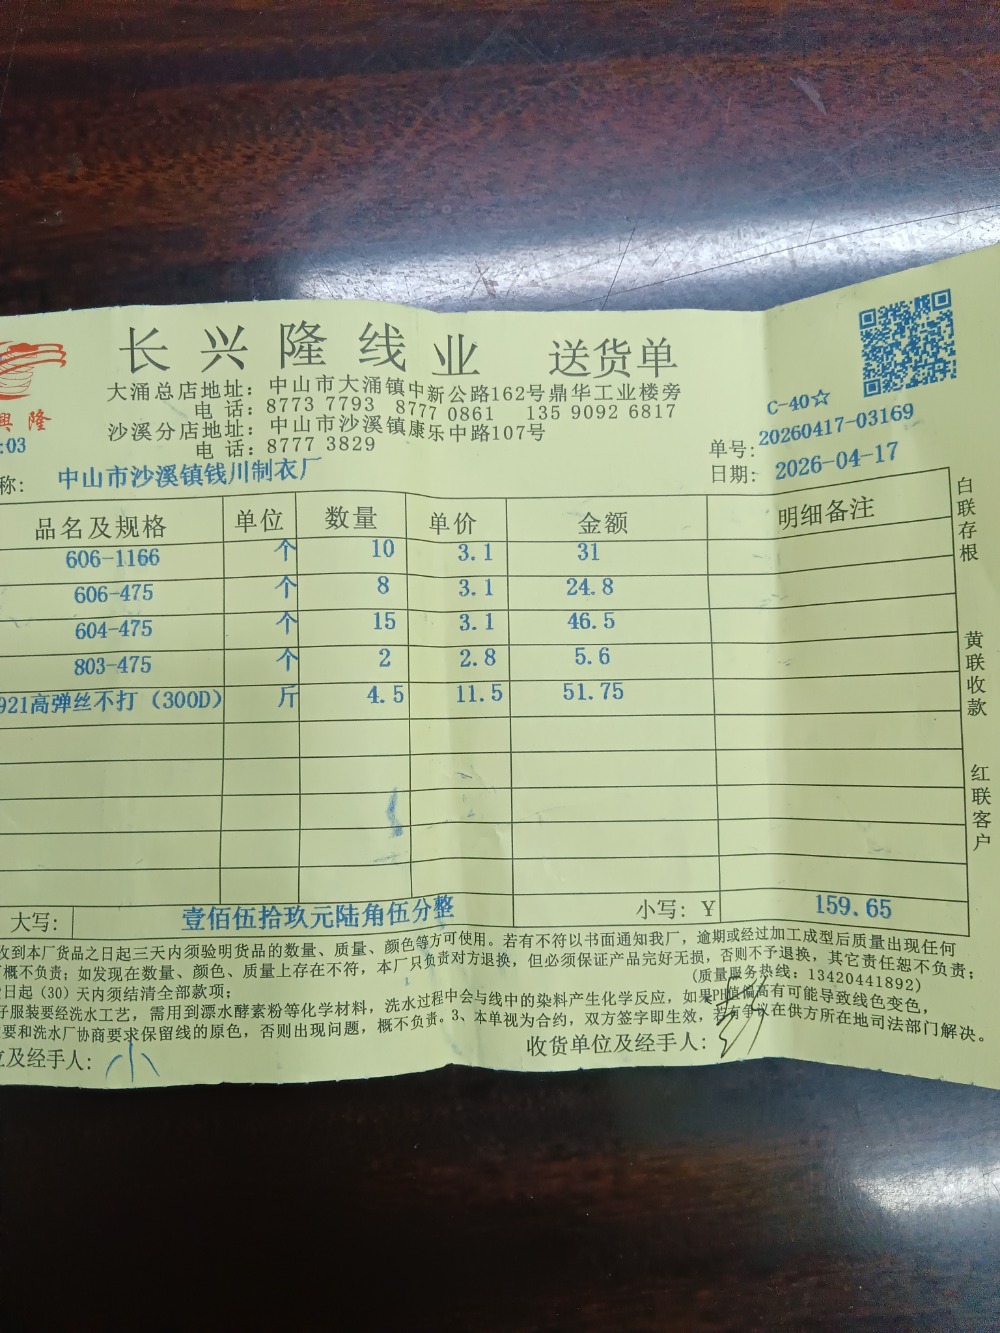 长兴隆线业 送货单
大涌总店地址：中山市大涌镇中新公路162号鼎华工业楼旁
电 话：8773 7793 8777 0861 135 9092 6817
沙溪分店地址：中山市沙溪镇康乐中路107号
电 话：8777 3829
興 隆
:03
C-40☆
单号：20260417-03169
日期：2026-04-17
称：中山市沙溪镇钱川制衣厂
品名及规格 单位 数量 单价 金额 明细备注
606-1166 个 10 3.1 31
606-475 个 8 3.1 24.8
604-475 个 15 3.1 46.5
803-475 个 2 2.8 5.6
921高弹丝不打（300D） 斤 4.5 11.5 51.75
大写：壹佰伍拾玖元陆角伍分整 小写：Y 159.65
白联存根
黄联收款
红联客户
收到本厂货品之日起三天内须验明货品的数量、质量、颜色等方可使用。若有不符以书面通知我厂，逾期或经过加工成型后质量出现任何
概不负责；如发现在数量、颜色、质量上存在不符，本厂只负责对方退换，但必须保证产品完好无损，否则不予退换，其它责任恕不负责；
日起（30）天内须结清全部款项；
（质量服务热线：13420441892）
服装要经洗水工艺，需用到漂水酵素粉等化学材料，洗水过程中会与线中的染料产生化学反应，如果PH值偏高有可能导致线色变色，
要和洗水厂协商要求保留线的原色，否则出现问题，概不负责。3、本单视为合约，双方签字即生效，若有争议在供方所在地司法部门解决。
及经手人：小
收货单位及经手人：